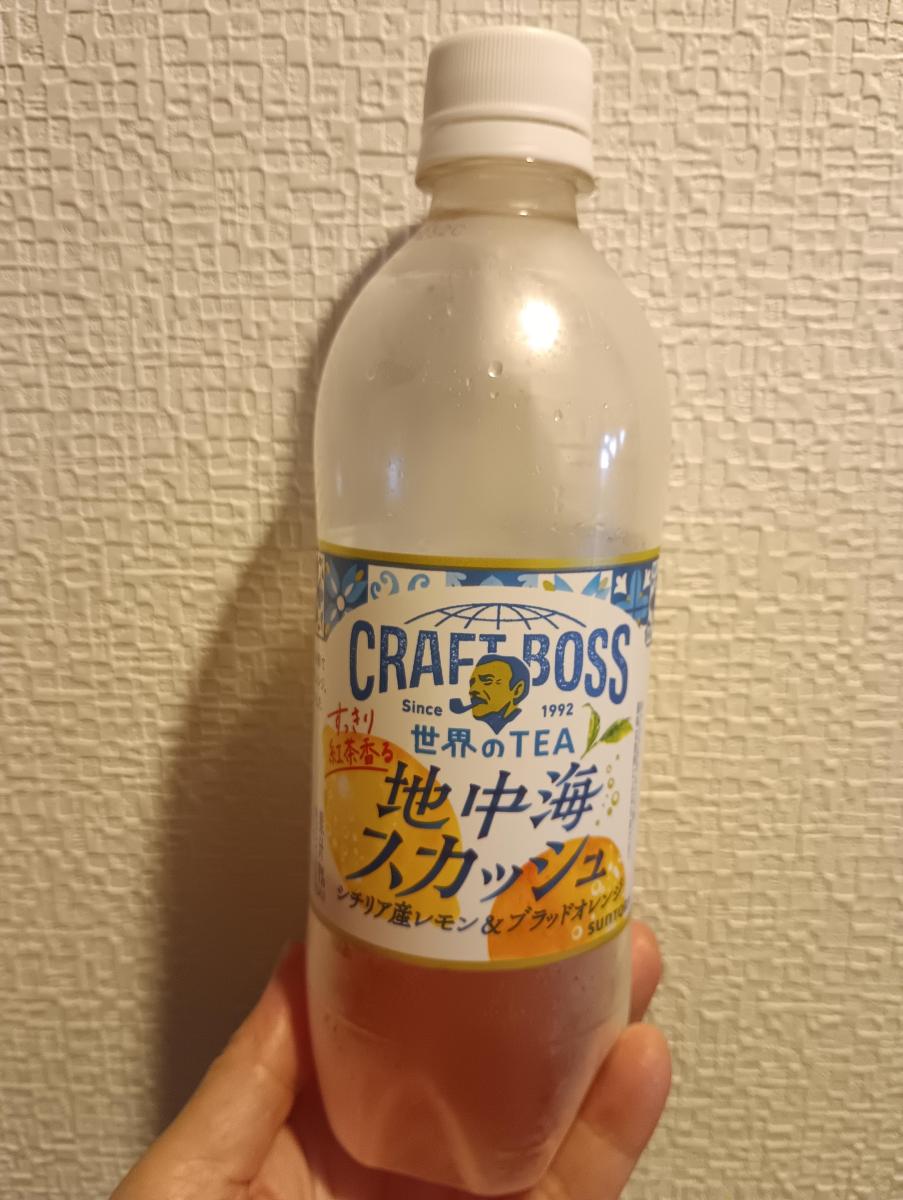 CRAFT BOSS
Since 1992
世界のTEA
すっきり
紅茶香る
地中海
スカッシュ
シチリア産レモン&ブラッドオレンジ